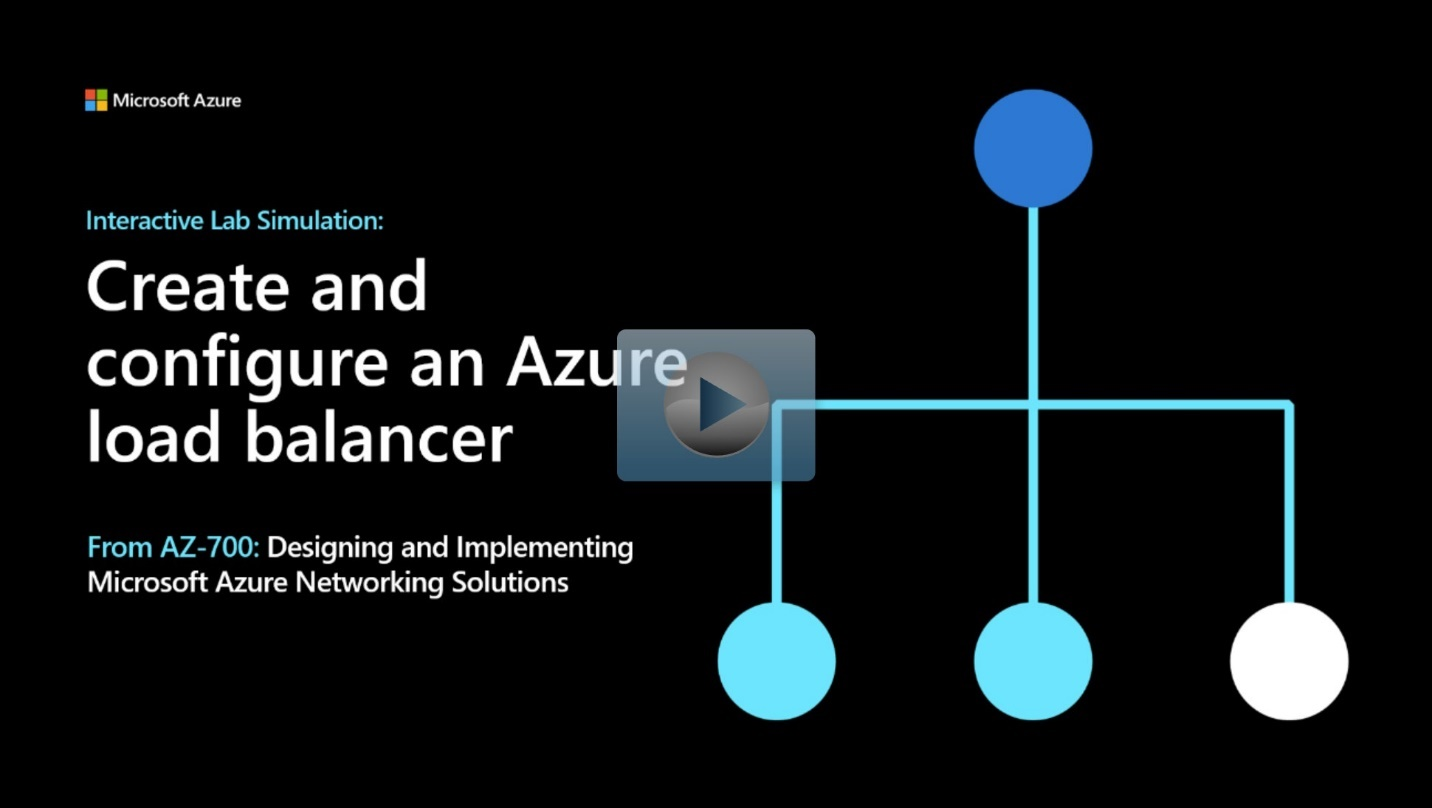 Microsoft Azure
Interactive Lab Simulation:
Create and
configure an Azure
load balancer
From AZ-700: Designing and Implementing
Microsoft Azure Networking Solutions